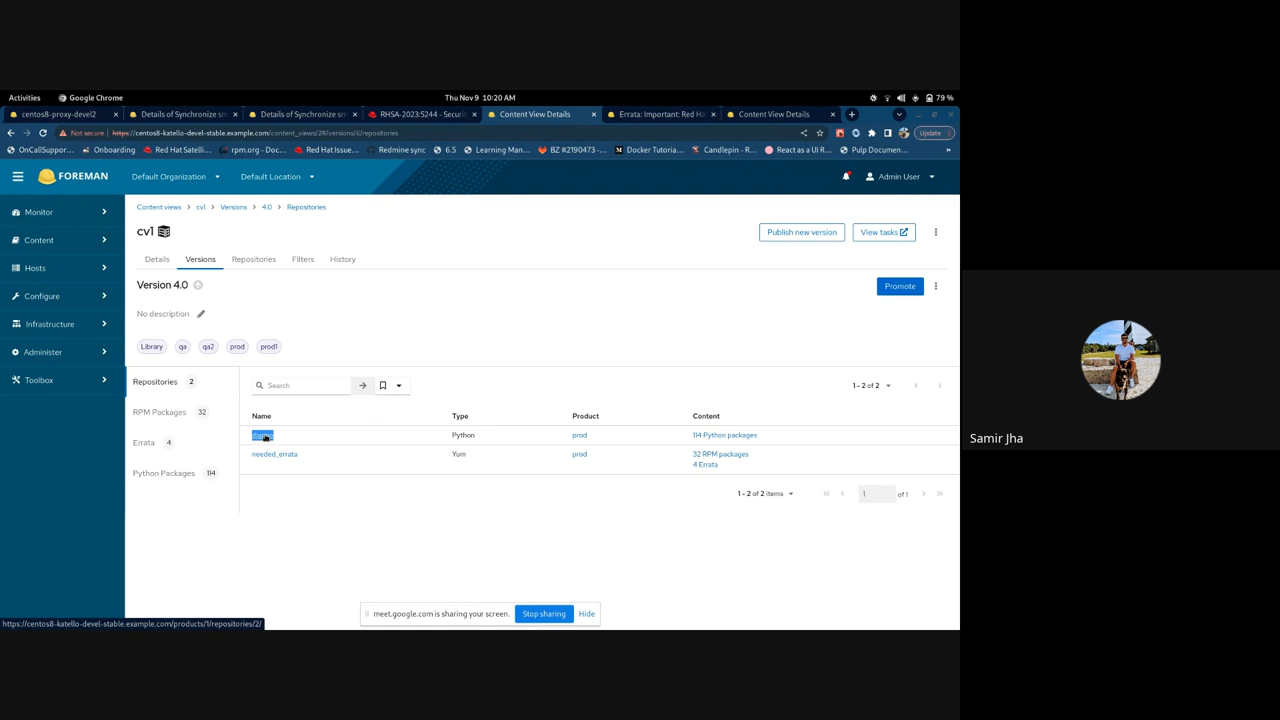 Activities Google Chrome Thu Nov 9 10:20 AM 79 %
centos8-proxy-devel2 Details of Synchronize sm Details of Synchronize sm RHSA-2023:5244 - Securi Content View Details Errata: Important: Red Ha Content View Details
Not secure https://centos8-katello-devel-stable.example.com/content_views/2#/versions/6/repositories Update
OnCallSuppor... Onboarding Red Hat Satelli... rpm.org - Doc... Red Hat Issue... Redmine sync 6.5 Learning Man... BZ #2190473 -... Docker Tutoria... Candlepin - R... React as a UI R... Pulp Documen... »
FOREMAN Default Organization Default Location Admin User
Monitor
Content
Hosts
Configure
Infrastructure
Administer
Toolbox
Content views > cv1 > Versions > 4.0 > Repositories
cv1 Publish new version View tasks
Details Versions Repositories Filters History
Version 4.0 Promote
No description
Library qa qa2 prod prod1
Repositories 2
RPM Packages 32
Errata 4
Python Packages 114
Search 1 - 2 of 2
Name Type Product Content
Python prod 114 Python packages
needed_errata Yum prod 32 RPM packages
4 Errata
1 - 2 of 2 items 1 of 1
meet.google.com is sharing your screen. Stop sharing Hide
https://centos8-katello-devel-stable.example.com/products/1/repositories/2/
Samir Jha